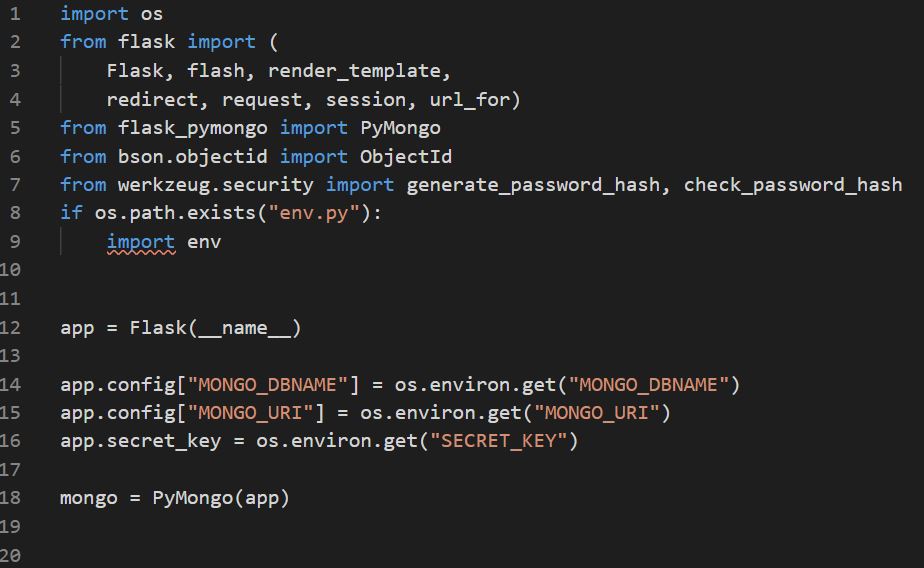 1 import os
2 from flask import (
3     Flask, flash, render_template,
4     redirect, request, session, url_for)
5 from flask_pymongo import PyMongo
6 from bson.objectid import ObjectId
7 from werkzeug.security import generate_password_hash, check_password_hash
8 if os.path.exists("env.py"):
9     import env
10
11
12 app = Flask(__name__)
13
14 app.config["MONGO_DBNAME"] = os.environ.get("MONGO_DBNAME")
15 app.config["MONGO_URI"] = os.environ.get("MONGO_URI")
16 app.secret_key = os.environ.get("SECRET_KEY")
17
18 mongo = PyMongo(app)
19
20